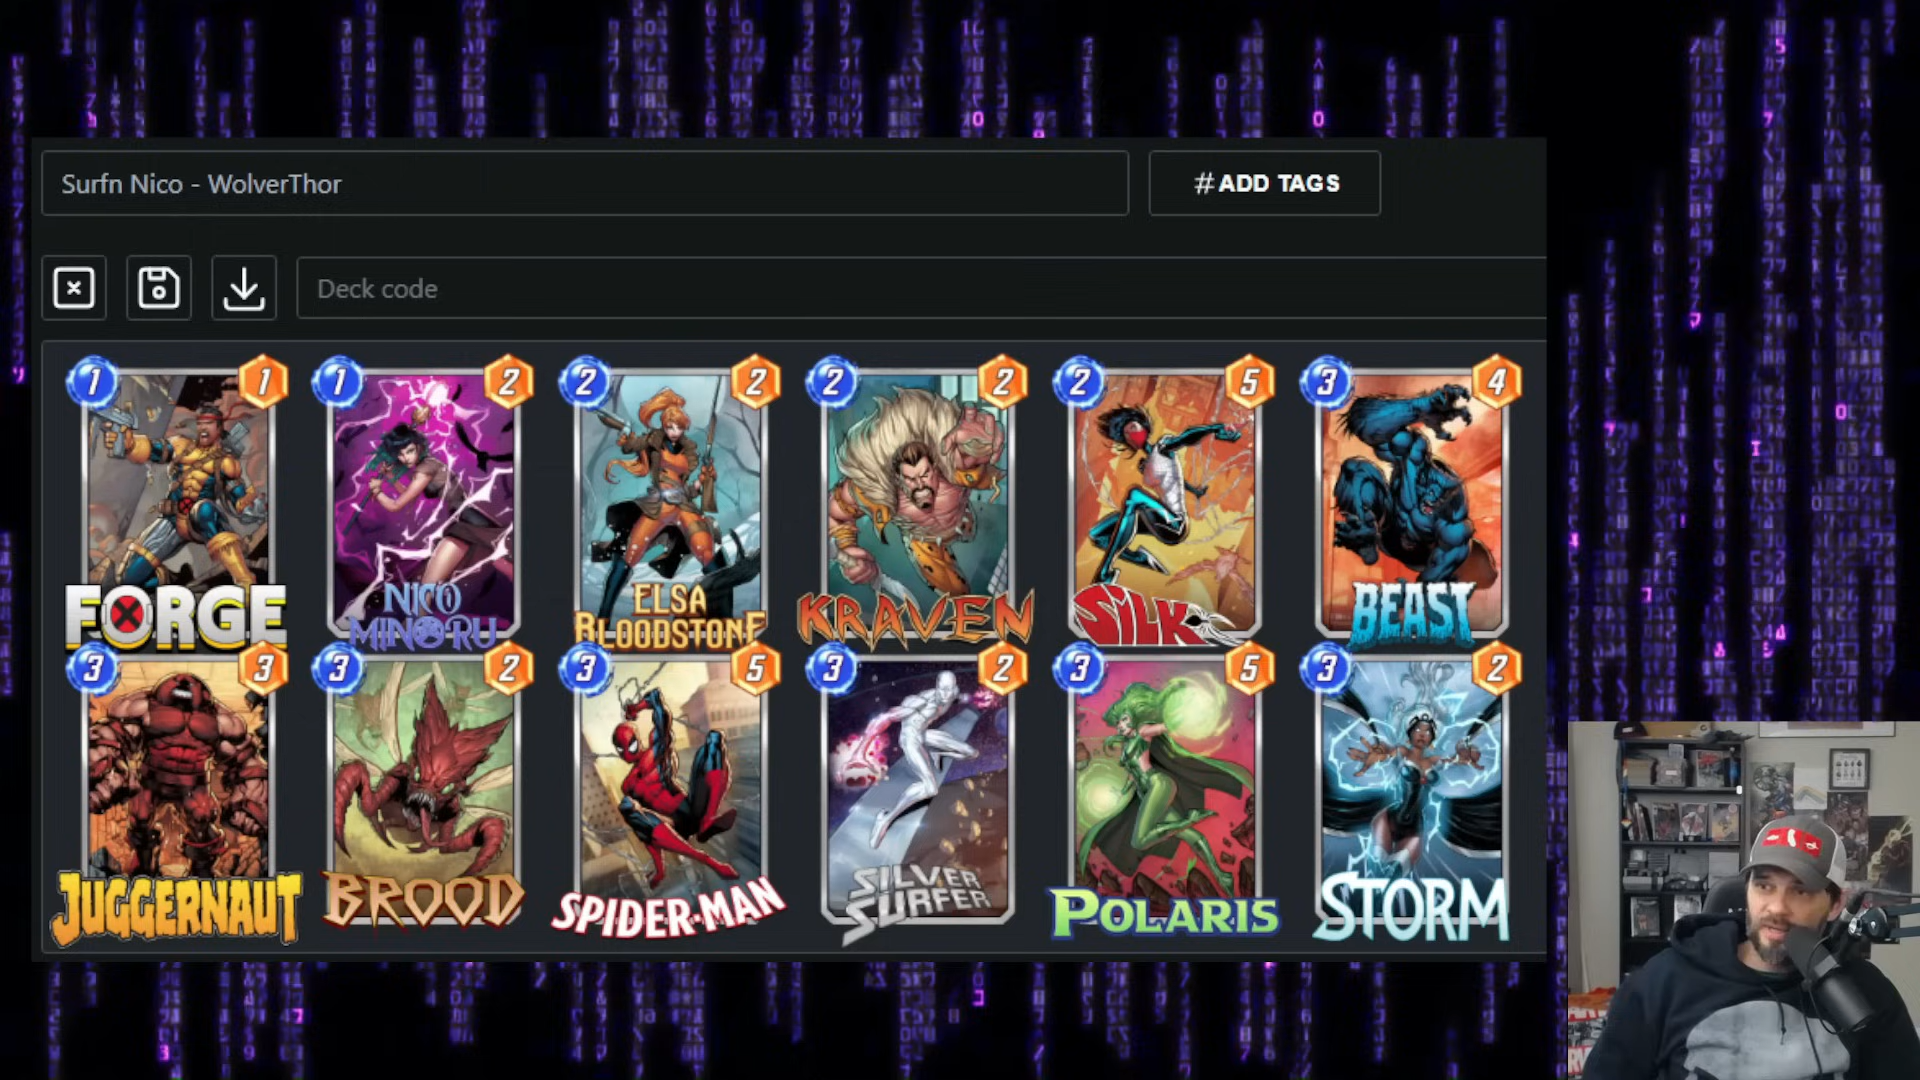 Surfn Nico - WolverThor
#ADD TAGS
Deck code
1 1 1 2 2 2 2 2 2 5 3 4
FORGE
NICO
MINORU
ELSA
BLOODSTONE
KRAVEN
SILK
BEAST
3 3 3 2 3 5 3 2 3 5 3 2
JUGGERNAUT
BROOD
SPIDER-MAN
SILVER
SURFER
POLARIS
STORM